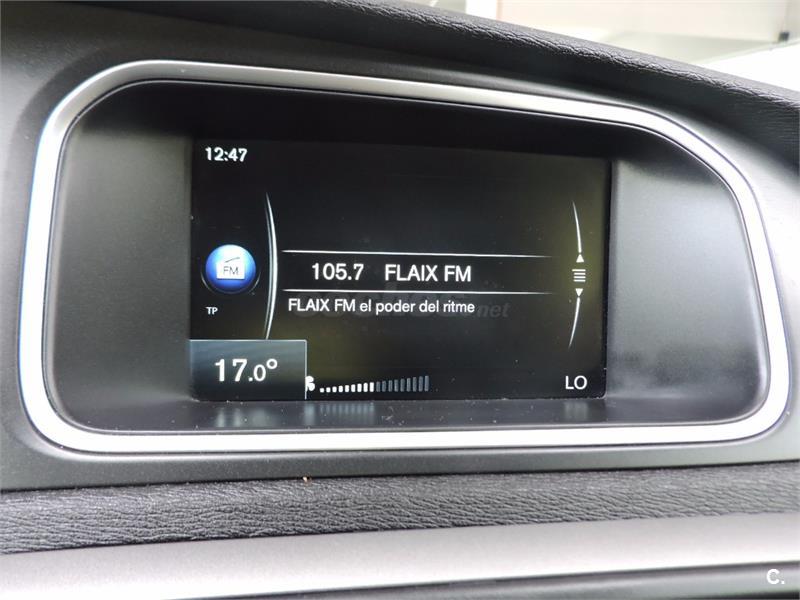 12:47
FM
105.7 FLAIX FM
FLAIX FM el poder del ritme
TP
17.0°
LO
C.